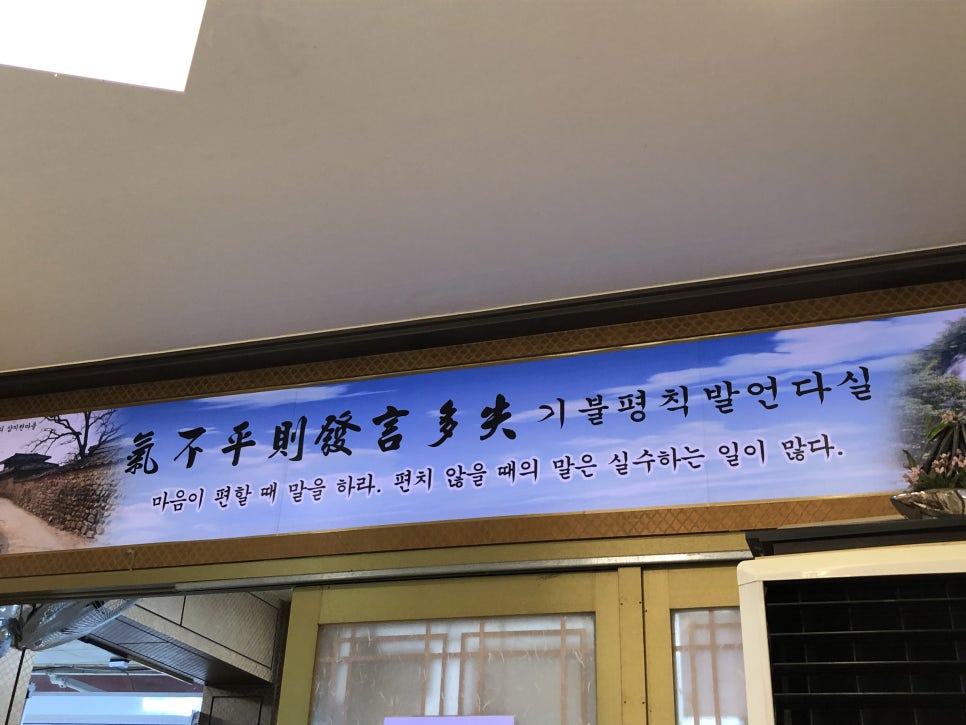 氣不平則發言多失 기불평칙발언다실
마음이 편할 때 말을 하라. 편치 않을 때의 말은 실수하는 일이 많다.